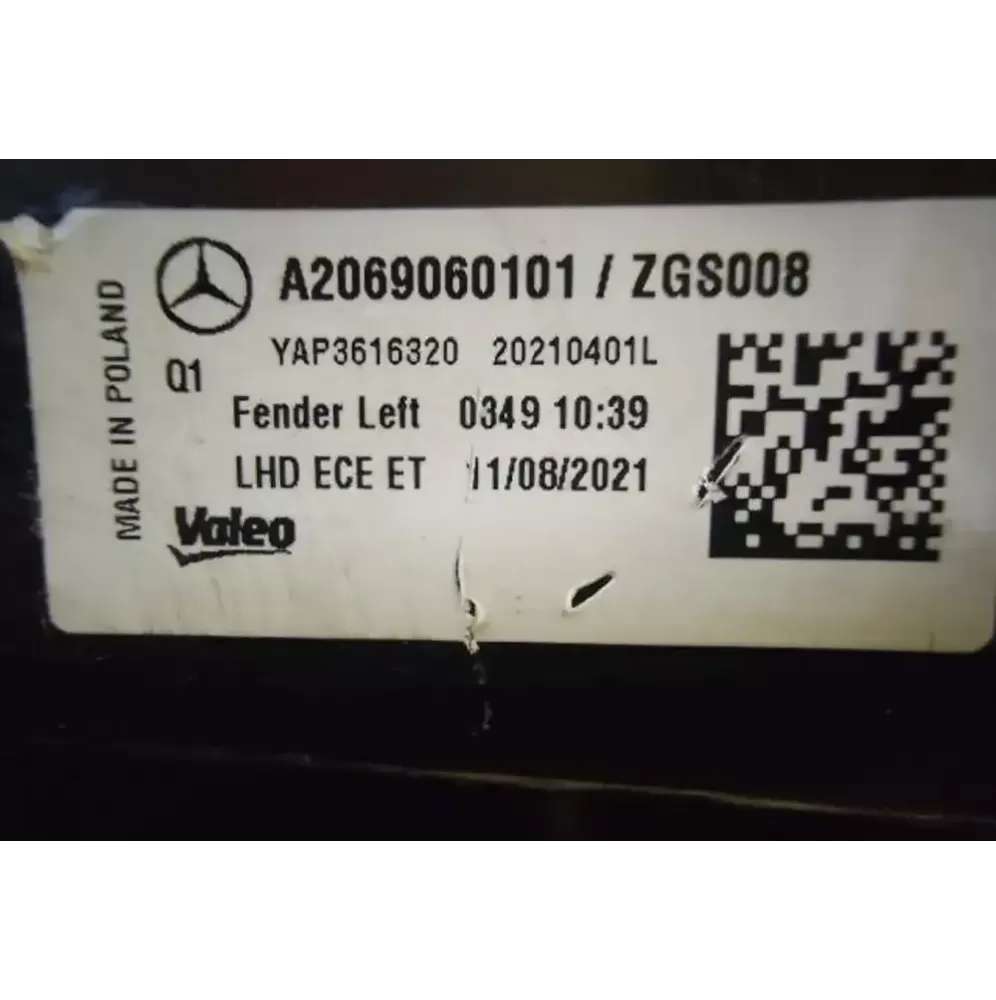 A2069060101 / ZGS008
YAP3616320 20210401L
Q1
Fender Left 0349 10:39
LHD ECE ET 11/08/2021
Valeo
MADE IN POLAND